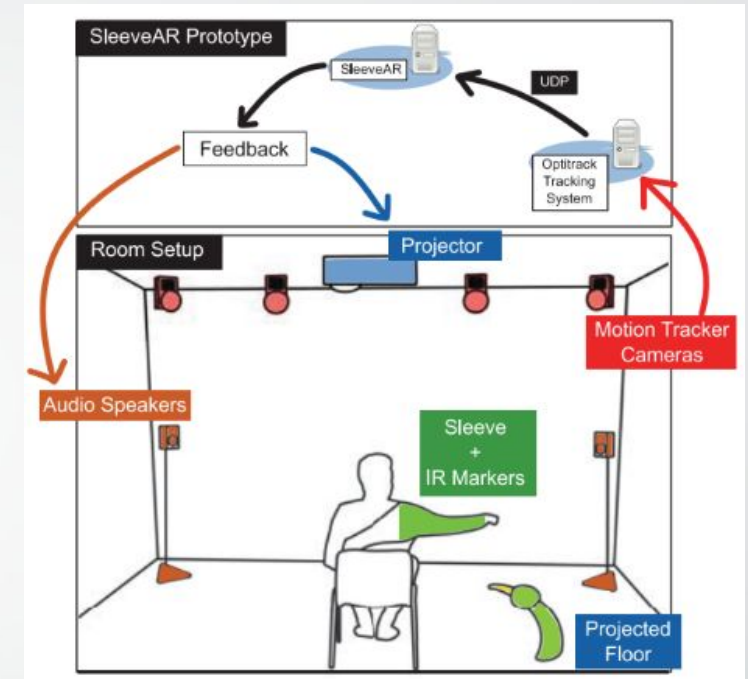 SleeveAR Prototype
SleeveAR
UDP
Feedback
Optitrack
Tracking
System
Room Setup
Projector
Motion Tracker
Cameras
Audio Speakers
Sleeve
+
IR Markers
Projected
Floor